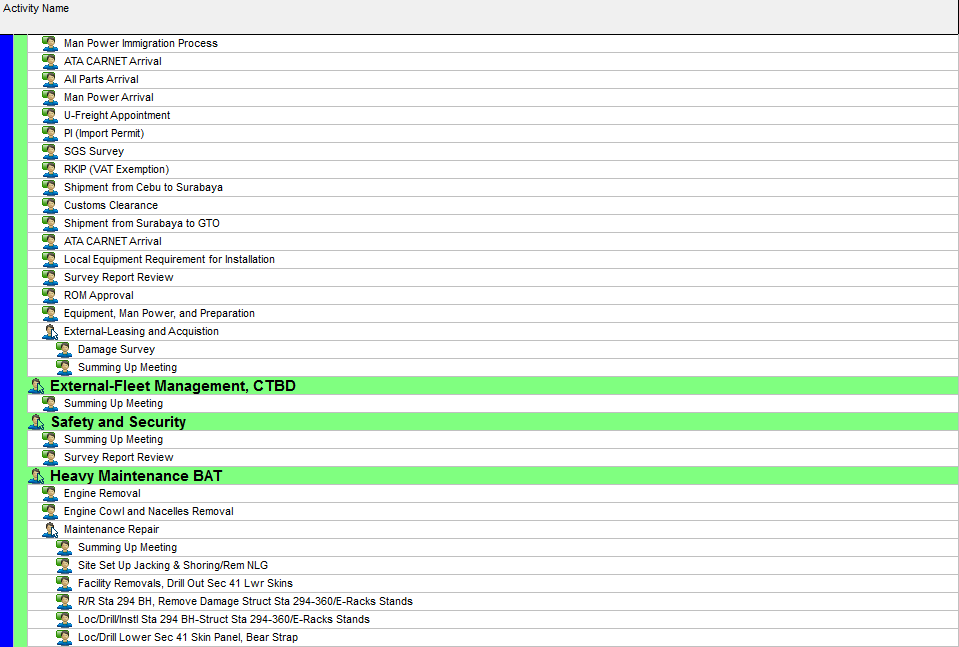 Activity Name
Man Power Immigration Process
ATA CARNET Arrival
All Parts Arrival
Man Power Arrival
U-Freight Appointment
PI (Import Permit)
SGS Survey
RKIP (VAT Exemption)
Shipment from Cebu to Surabaya
Customs Clearance
Shipment from Surabaya to GTO
ATA CARNET Arrival
Local Equipment Requirement for Installation
Survey Report Review
ROM Approval
Equipment, Man Power, and Preparation
External-Leasing and Acquistion
Damage Survey
Summing Up Meeting
External-Fleet Management, CTBD
Summing Up Meeting
Safety and Security
Summing Up Meeting
Survey Report Review
Heavy Maintenance BAT
Engine Removal
Engine Cowl and Nacelles Removal
Maintenance Repair
Summing Up Meeting
Site Set Up Jacking & Shoring/Rem NLG
Facility Removals, Drill Out Sec 41 Lwr Skins
R/R Sta 294 BH, Remove Damage Struct Sta 294-360/E-Racks Stands
Loc/Drill/Instl Sta 294 BH-Struct Sta 294-360/E-Racks Stands
Loc/Drill Lower Sec 41 Skin Panel, Bear Strap